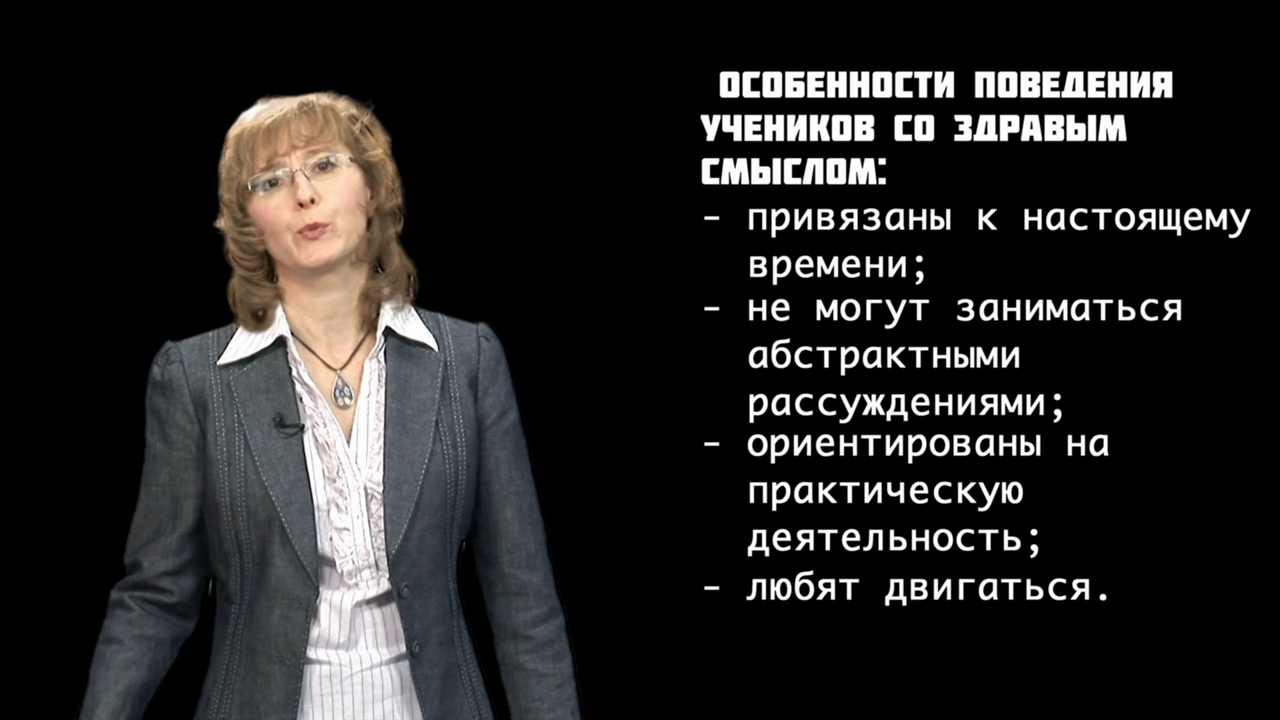 ОСОБЕННОСТИ ПОВЕДЕНИЯ
УЧЕНИКОВ СО ЗДРАВЫМ
СМЫСЛОМ:
- привязаны к настоящему
времени;
- не могут заниматься
абстрактными
рассуждениями;
- ориентированы на
практическую
деятельность;
- любят двигаться.